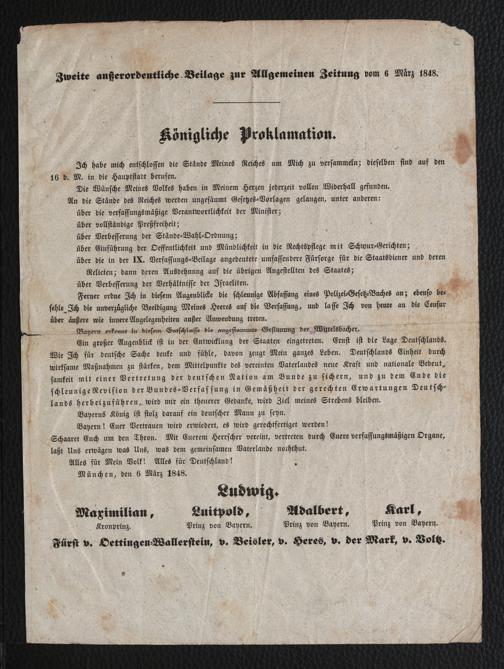 Zweite außerordentliche Beilage zur Allgemeinen Zeitung vom 6 März 1848.
Königliche Proklamation.
Ich habe mich entschlossen die Stände Meines Reiches um Mich zu versammeln; dieselben sind auf den
16 d. M. in die Hauptstadt berufen.
Die Wünsche Meines Volkes haben in Meinem Herzen jederzeit vollen Widerhall gefunden.
An die Stände des Reiches werden ungesäumt Gesetzes-Vorlagen gelangen, unter anderen:
über die verfassungsmäßige Verantwortlichkeit der Minister;
über vollständige Preßfreiheit;
über Verbesserung der Stände-Wahl-Ordnung;
über Einführung der Oeffentlichkeit und Mündlichkeit in die Rechtspflege mit Schwur-Gerichten;
über die in der IX. Verfassungs-Beilage angedeutete umfassendere Fürsorge für die Staatsdiener und deren
Relicten; dann deren Ausdehnung auf die übrigen Angestellten des Staates;
über Verbesserung der Verhältnisse der Israeliten.
Ferner ordne Ich in diesem Augenblicke die schleunige Abfassung eines Polizei-Gesetz-Buches an; ebenso be-
fehle Ich die unverzügliche Beeidigung Meines Heeres auf die Verfassung, und lasse Ich von heute an die Censur
über äußere wie innere Angelegenheiten außer Anwendung treten.
Bayern erkenne in diesem Entschlusse die angestammte Gesinnung der Wittelsbacher.
Ein großer Augenblick ist in der Entwicklung der Staaten eingetreten. Ernst ist die Lage Deutschlands.
Wie Ich für deutsche Sache denke und fühle, davon zeugt Mein ganzes Leben. Deutschlands Einheit durch
wirksame Maßnahmen zu stärken, dem Mittelpunkte des vereinten Vaterlandes neue Kraft und nationale Bedeut-
samkeit mit einer Vertretung der deutschen Nation am Bunde zu sichern, und zu dem Ende die
schleunige Revision der Bundes-Verfassung in Gemäßheit der gerechten Erwartungen Deutsch-
lands herbeizuführen, wird mir ein theuerer Gedanke, wird Ziel meines Strebens bleiben.
Bayerns König ist stolz darauf ein deutscher Mann zu seyn.
Bayern! Euer Vertrauen wird erwiedert, es wird gerechtfertiget werden!
Schaaret Euch um den Thron. Mit Euerem Herrscher vereint, vertreten durch Euere verfassungsmäßigen Organe,
laßt Uns erwägen was Uns, was dem gemeinsamen Vaterlande nothtut.
Alles für Mein Volk! Alles für Deutschland!
München, den 6 März 1848.
Ludwig.
Maximilian, Luitpold, Adalbert, Karl,
Kronprinz. Prinz von Bayern. Prinz von Bayern. Prinz von Bayern.
Fürst v. Oettingen-Wallerstein, v. Beisler, v. Heres, v. der Mark, v. Voltz.